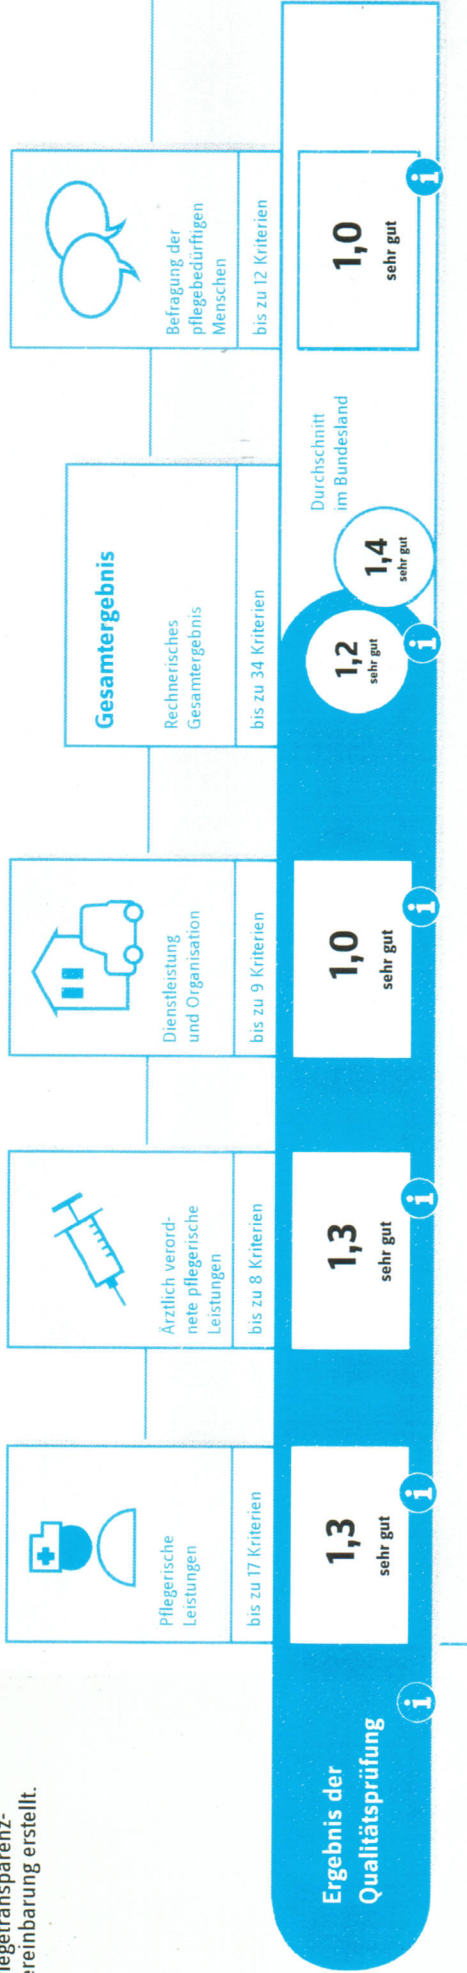 legetransparenz-
ereinbarung erstellt.
Ergebnis der
Qualitätsprüfung
Pflegerische
Leistungen
bis zu 17 Kriterien
1,3
sehr gut
Ärztlich verord-
nete pflegerische
Leistungen
bis zu 8 Kriterien
1,3
sehr gut
Dienstleistung
und Organisation
bis zu 9 Kriterien
1,0
sehr gut
Gesamtergebnis
Rechnerisches
Gesamtergebnis
bis zu 34 Kriterien
1,2
sehr gut
Durchschnitt
im Bundesland
1,4
sehr gut
Befragung der
pflegebedürftigen
Menschen
bis zu 12 Kriterien
1,0
sehr gut